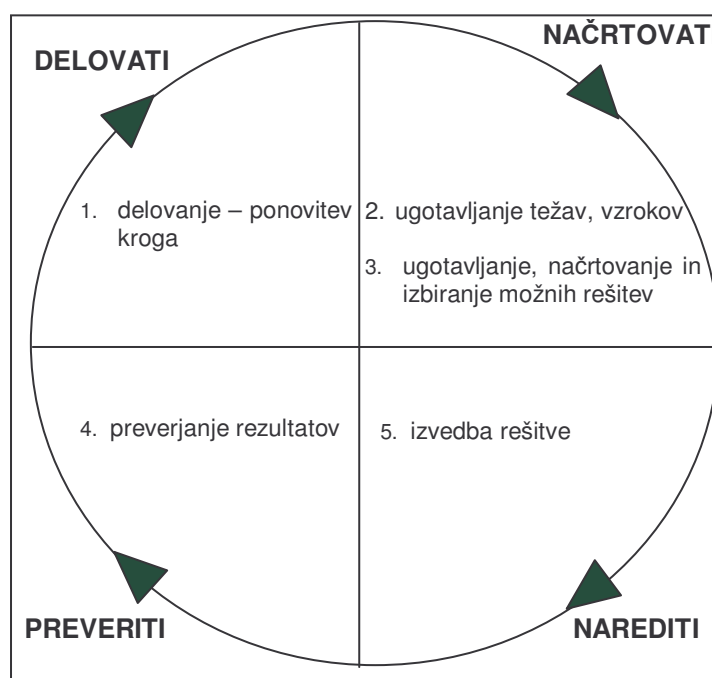 DELOVATI
NAČRTOVAT
1. delovanje – ponovitev
kroga
2. ugotavljanje težav, vzrokov
3. ugotavljanje, načrtovanje in
izbiranje možnih rešitev
4. preverjanje rezultatov
5. izvedba rešitve
PREVERITI
NAREDITI